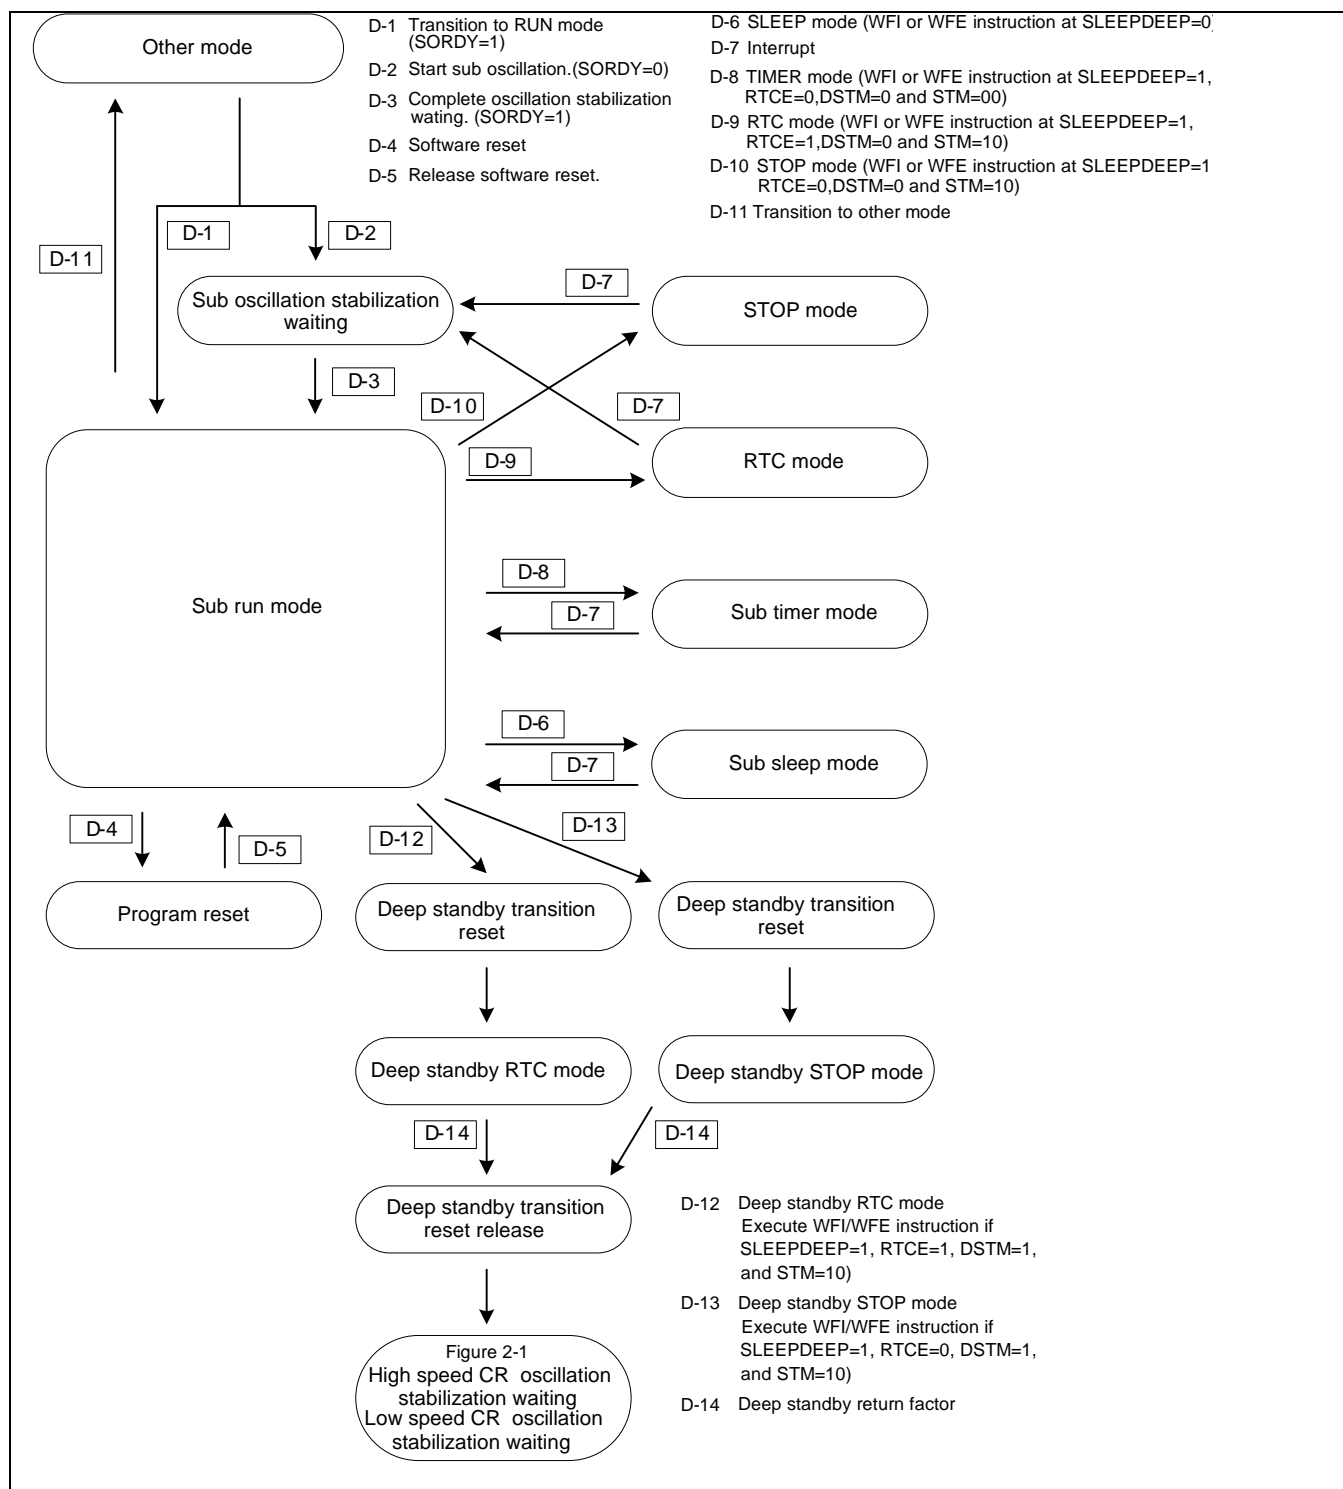 Other mode
D-1 Transition to RUN mode
(SORDY=1)
D-2 Start sub oscillation.(SORDY=0)
D-3 Complete oscillation stabilization
wating. (SORDY=1)
D-4 Software reset
D-5 Release software reset.
D-6 SLEEP mode (WFI or WFE instruction at SLEEPDEEP=0)
D-7 Interrupt
D-8 TIMER mode (WFI or WFE instruction at SLEEPDEEP=1,
RTCE=0,DSTM=0 and STM=00)
D-9 RTC mode (WFI or WFE instruction at SLEEPDEEP=1,
RTCE=1,DSTM=0 and STM=10)
D-10 STOP mode (WFI or WFE instruction at SLEEPDEEP=1
RTCE=0,DSTM=0 and STM=10)
D-11 Transition to other mode
D-11
D-1
D-2
Sub oscillation stabilization
waiting
D-7
STOP mode
D-3
D-10
D-7
D-9
RTC mode
Sub run mode
D-8
D-7
Sub timer mode
D-6
D-7
Sub sleep mode
D-4
D-5
D-12
D-13
Program reset
Deep standby transition
reset
Deep standby transition
reset
Deep standby RTC mode
Deep standby STOP mode
D-14
D-14
Deep standby transition
reset release
D-12 Deep standby RTC mode
Execute WFI/WFE instruction if
SLEEPDEEP=1, RTCE=1, DSTM=1,
and STM=10)
D-13 Deep standby STOP mode
Execute WFI/WFE instruction if
SLEEPDEEP=1, RTCE=0, DSTM=1,
and STM=10)
D-14 Deep standby return factor
Figure 2-1
High speed CR oscillation
stabilization waiting
Low speed CR oscillation
stabilization waiting